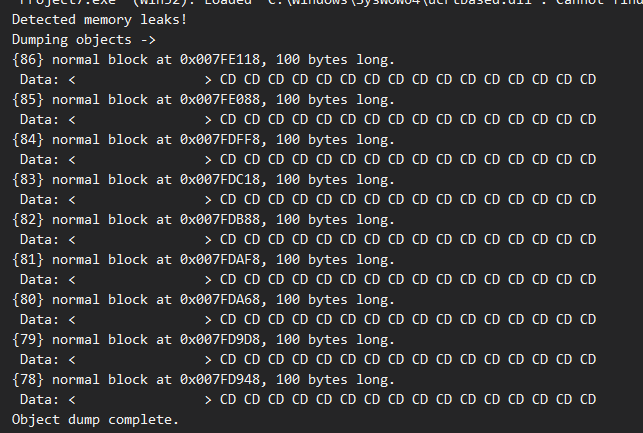 Project7.exe' (Win32): Loaded 'C:\Windows\SysWOW64\ucrtbased.dll'. Cannot find
Detected memory leaks!
Dumping objects ->
{86} normal block at 0x007FE118, 100 bytes long.
 Data: <                > CD CD CD CD CD CD CD CD CD CD CD CD CD CD CD CD
{85} normal block at 0x007FE088, 100 bytes long.
 Data: <                > CD CD CD CD CD CD CD CD CD CD CD CD CD CD CD CD
{84} normal block at 0x007FDFF8, 100 bytes long.
 Data: <                > CD CD CD CD CD CD CD CD CD CD CD CD CD CD CD CD
{83} normal block at 0x007FDC18, 100 bytes long.
 Data: <                > CD CD CD CD CD CD CD CD CD CD CD CD CD CD CD CD
{82} normal block at 0x007FDB88, 100 bytes long.
 Data: <                > CD CD CD CD CD CD CD CD CD CD CD CD CD CD CD CD
{81} normal block at 0x007FDAF8, 100 bytes long.
 Data: <                > CD CD CD CD CD CD CD CD CD CD CD CD CD CD CD CD
{80} normal block at 0x007FDA68, 100 bytes long.
 Data: <                > CD CD CD CD CD CD CD CD CD CD CD CD CD CD CD CD
{79} normal block at 0x007FD9D8, 100 bytes long.
 Data: <                > CD CD CD CD CD CD CD CD CD CD CD CD CD CD CD CD
{78} normal block at 0x007FD948, 100 bytes long.
 Data: <                > CD CD CD CD CD CD CD CD CD CD CD CD CD CD CD CD
Object dump complete.